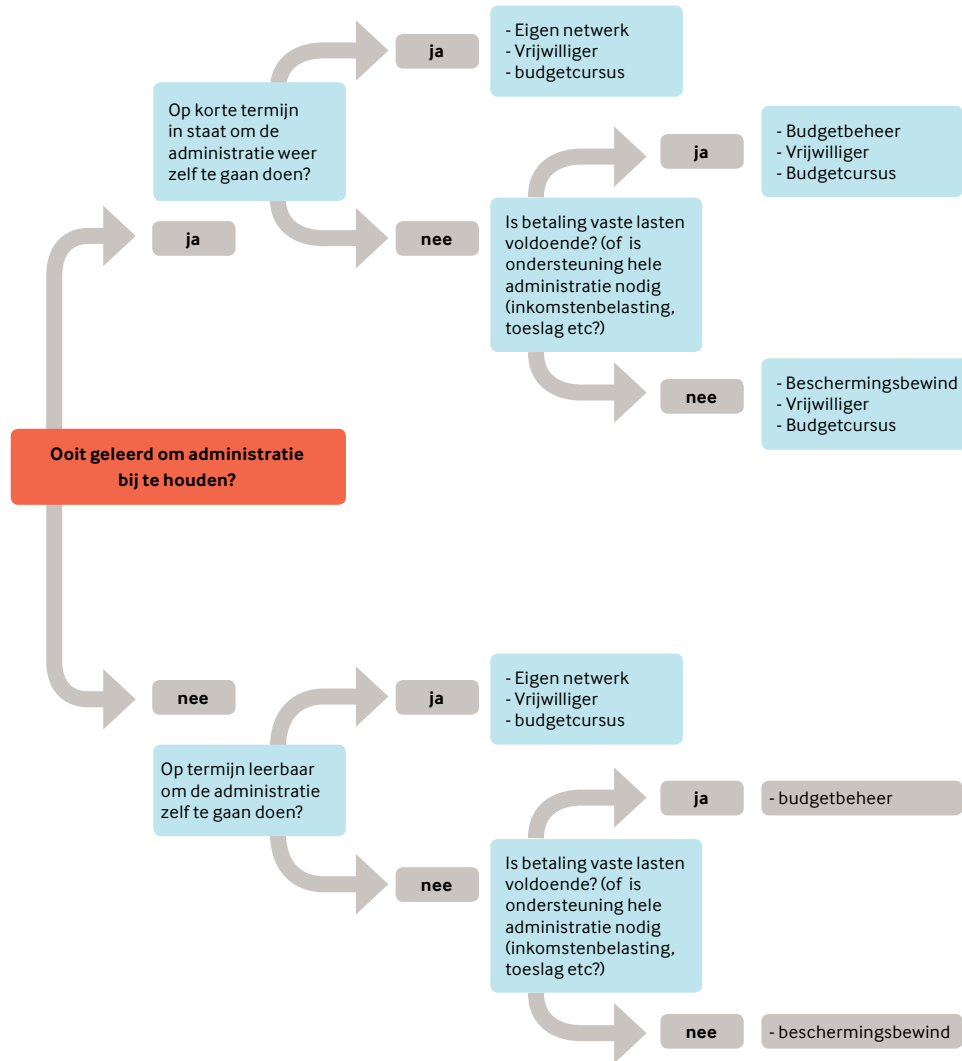 ja
- Eigen netwerk
- Vrijwilliger
- budgetcursus
Op korte termijn
in staat om de
administratie weer
zelf te gaan doen?
ja
- Budgetbeheer
- Vrijwilliger
- Budgetcursus
ja
nee
Is betaling vaste lasten
voldoende? (of is
ondersteuning hele
administratie nodig
(inkomstenbelasting,
toeslag etc?)
nee
- Beschermingsbewind
- Vrijwilliger
- Budgetcursus
Ooit geleerd om administratie
bij te houden?
nee
ja
- Eigen netwerk
- Vrijwilliger
- budgetcursus
Op termijn leerbaar
om de administratie
zelf te gaan doen?
ja
- budgetbeheer
nee
Is betaling vaste lasten
voldoende? (of is
ondersteuning hele
administratie nodig
(inkomstenbelasting,
toeslag etc?)
nee
- beschermingsbewind